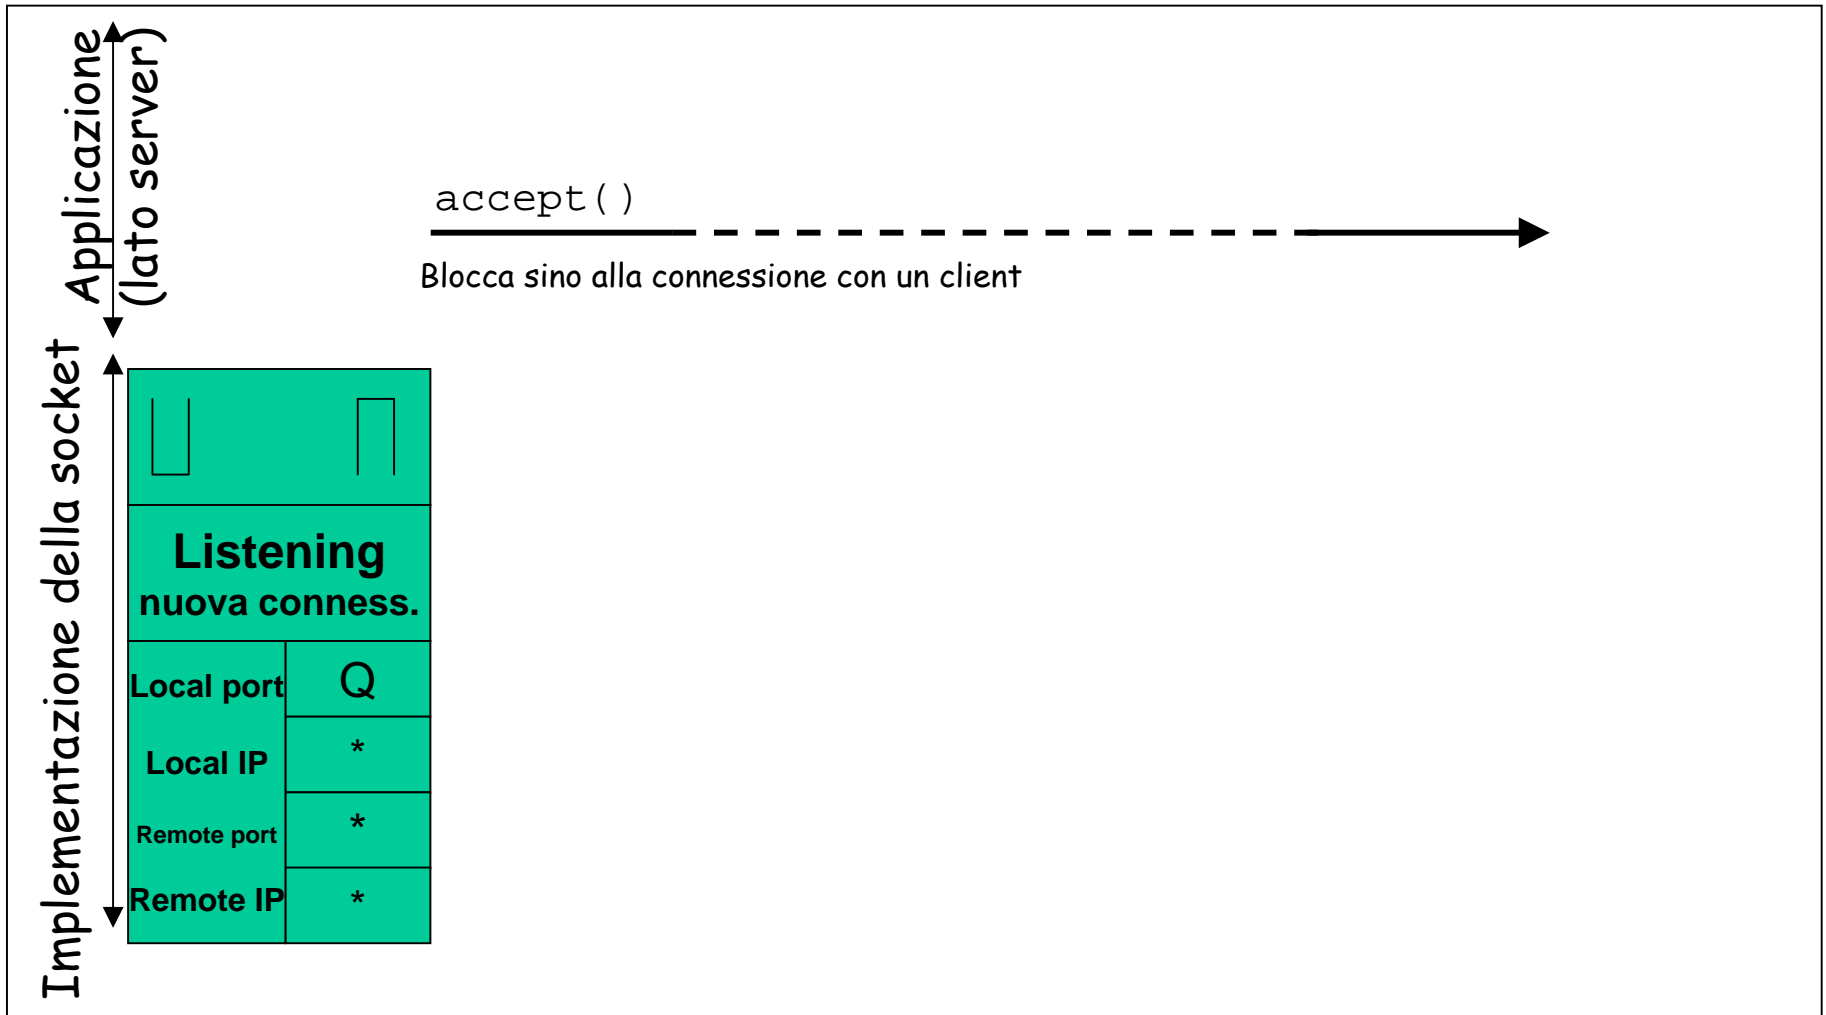 Applicazione
(lato server)
accept()
Blocca sino alla connessione con un client
Implementazione della socket
Listening
nuova conness.
Local port Q
Local IP *
Remote port *
Remote IP *